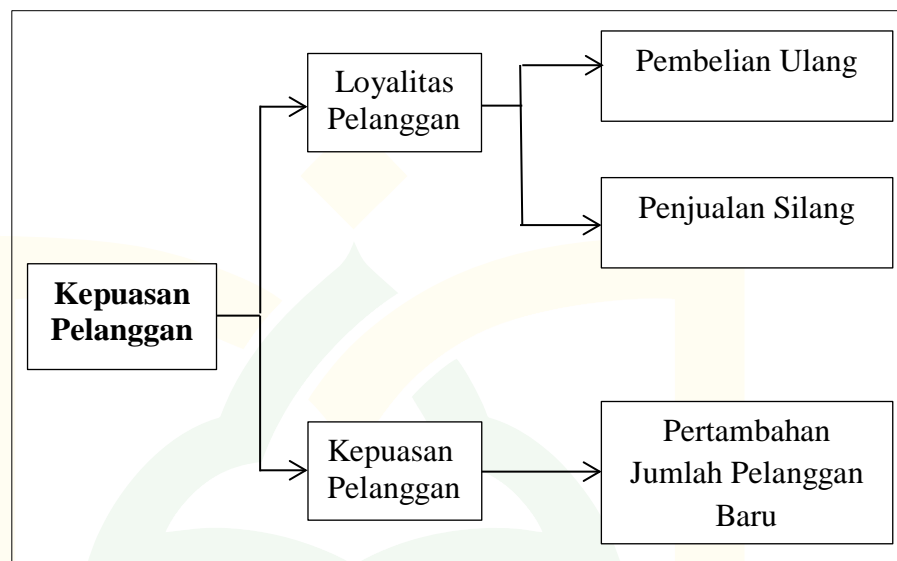 Kepuasan
Pelanggan
Loyalitas
Pelanggan
Pembelian Ulang
Penjualan Silang
Kepuasan
Pelanggan
Pertambahan
Jumlah Pelanggan
Baru